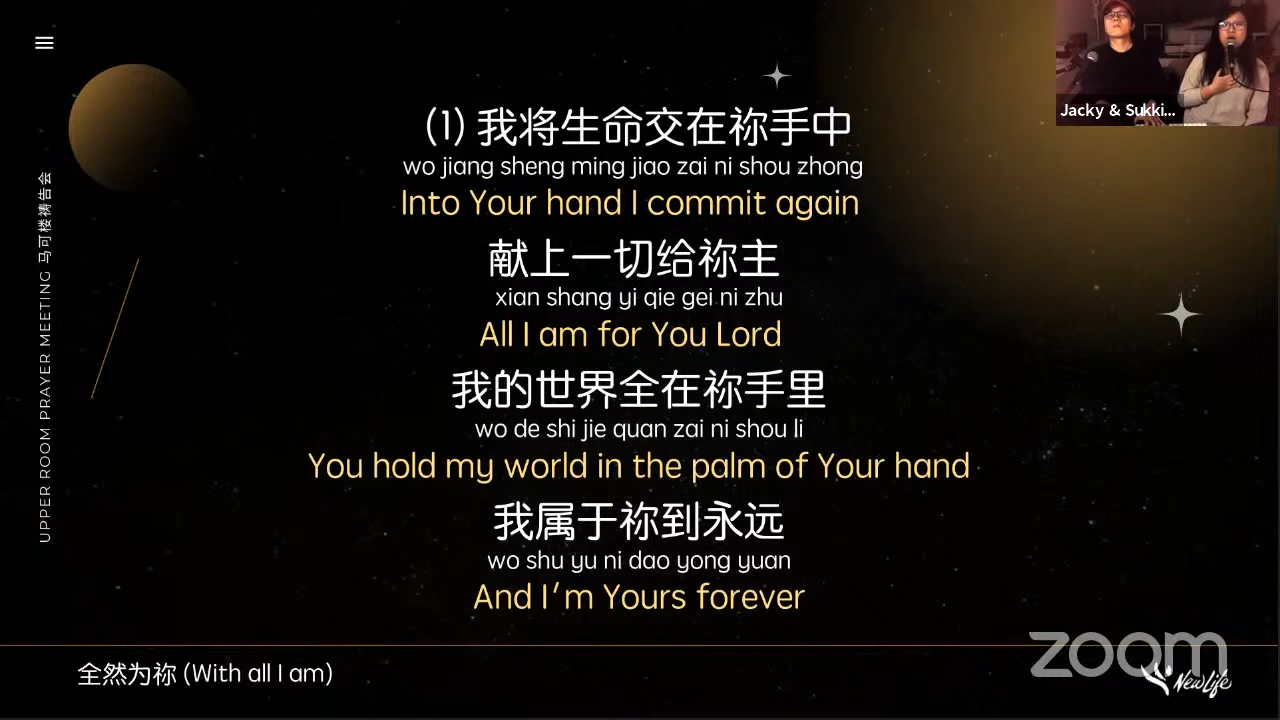 Jacky & Sukki...
(1) 我将生命交在祢手中
wo jiang sheng ming jiao zai ni shou zhong
Into Your hand I commit again
献上一切给祢主
xian shang yi qie gei ni zhu
All I am for You Lord
我的世界全在祢手里
wo de shi jie quan zai ni shou li
You hold my world in the palm of Your hand
我属于祢到永远
wo shu yu ni dao yong yuan
And I'm Yours forever
UPPER ROOM PRAYER MEETING 马可楼祷告会
全然为祢 (With all I am)
zoom
New Life